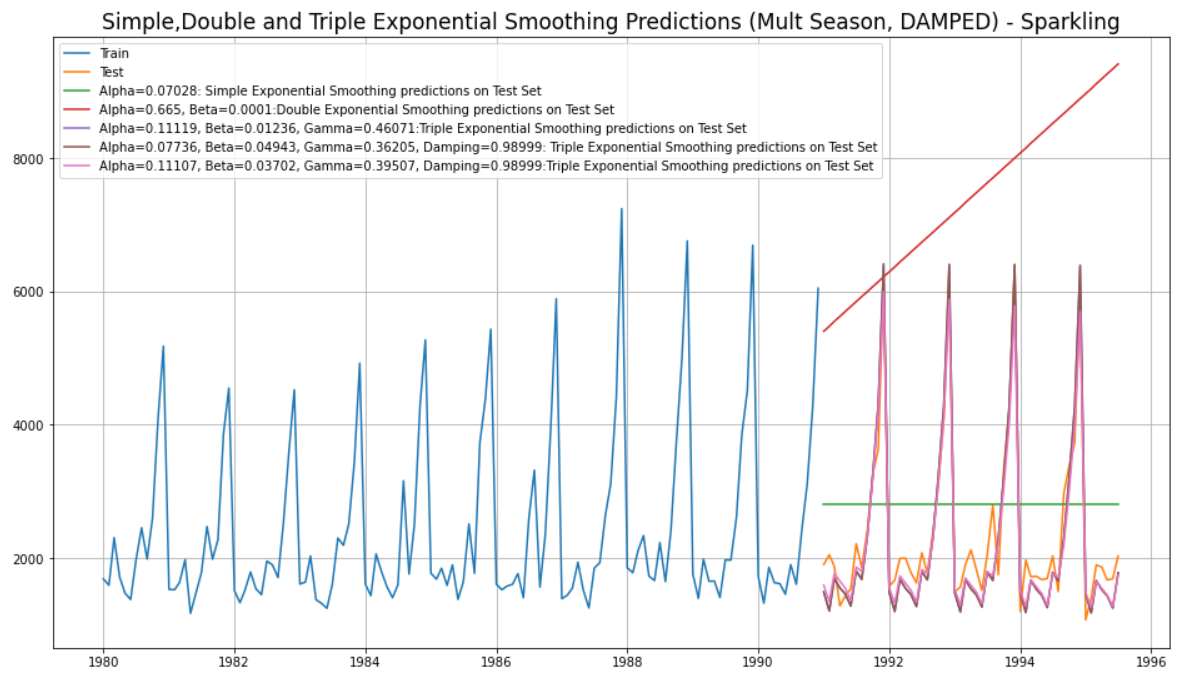 Simple,Double and Triple Exponential Smoothing Predictions (Mult Season, DAMPED) - Sparkling
Train
Test
Alpha=0.07028: Simple Exponential Smoothing predictions on Test Set
Alpha=0.665, Beta=0.0001:Double Exponential Smoothing predictions on Test Set
Alpha=0.11119, Beta=0.01236, Gamma=0.46071:Triple Exponential Smoothing predictions on Test Set
Alpha=0.07736, Beta=0.04943, Gamma=0.36205, Damping=0.98999: Triple Exponential Smoothing predictions on Test Set
Alpha=0.11107, Beta=0.03702, Gamma=0.39507, Damping=0.98999:Triple Exponential Smoothing predictions on Test Set
8000
6000
4000
2000
1980 1982 1984 1986 1988 1990 1992 1994 1996